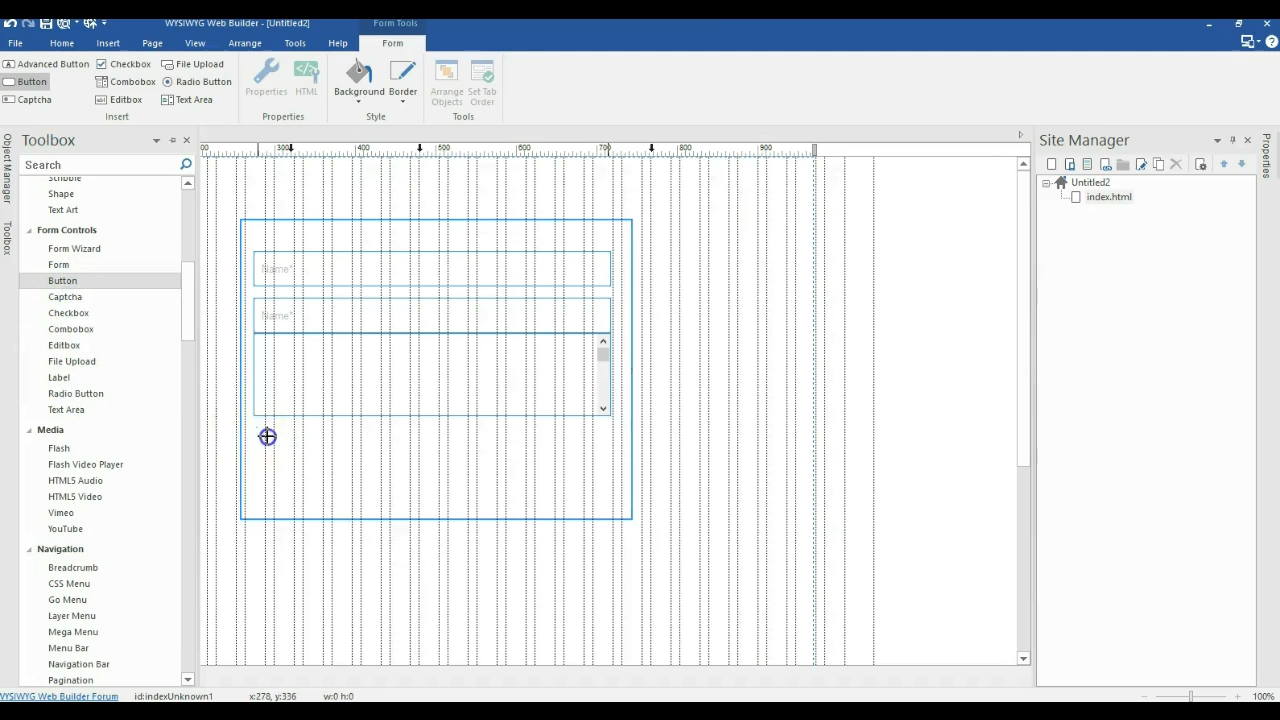 WYSIWYG Web Builder - [Untitled2]
Form Tools
File Home Insert Page View Arrange Tools Help Form
Advanced Button Checkbox File Upload
Button Combobox Radio Button
Captcha Editbox Text Area
Insert
Properties HTML
Properties
Background Border
Style
Arrange Objects
Set Tab Order
Tools
Object Manager
Toolbox
Toolbox
Search
Scribble
Shape
Text Art
Form Controls
Form Wizard
Form
Button
Captcha
Checkbox
Combobox
Editbox
File Upload
Label
Radio Button
Text Area
Media
Flash
Flash Video Player
HTML5 Audio
HTML5 Video
Vimeo
YouTube
Navigation
Breadcrumb
CSS Menu
Go Menu
Layer Menu
Mega Menu
Menu Bar
Navigation Bar
Pagination
00 300 400 500 600 700 800 900
Name*
Name*
Site Manager
Untitled2
index.html
Properties
WYSIWYG Web Builder Forum
id:indexUnknown1
x:278, y:336
w:0 h:0
100%